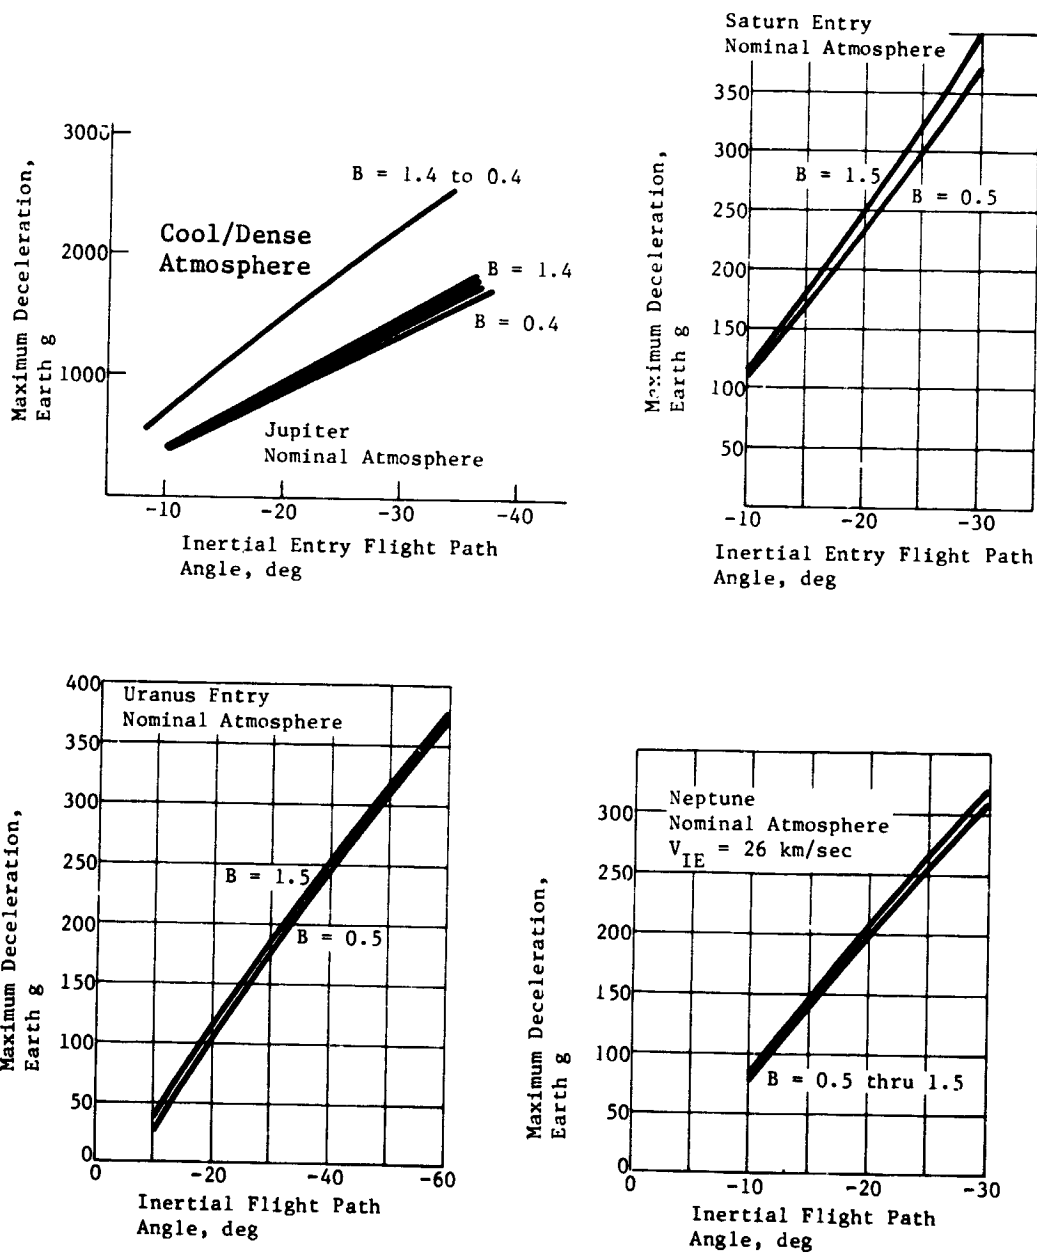 Maximum Deceleration,
Earth g
3000
2000
1000
B = 1.4 to 0.4
Cool/Dense
Atmosphere
B = 1.4
B = 0.4
Jupiter
Nominal Atmosphere
-10
-20
-30
-40
Inertial Entry Flight Path
Angle, deg
Saturn Entry
Nominal Atmosphere
Maximum Deceleration,
Earth g
350
300
250
200
150
100
50
B = 1.5
B = 0.5
-10
-20
-30
Inertial Entry Flight Path
Angle, deg
Uranus Fntry
Nominal Atmosphere
Maximum Deceleration,
Earth g
400
350
300
250
200
150
100
50
0
B = 1.5
B = 0.5
0
-20
-40
-60
Inertial Flight Path
Angle, deg
Neptune
Nominal Atmosphere
V_IE = 26 km/sec
Maximum Deceleration,
Earth g
300
250
200
150
100
50
0
B = 0.5 thru 1.5
0
-10
-20
-30
Inertial Flight Path
Angle, deg